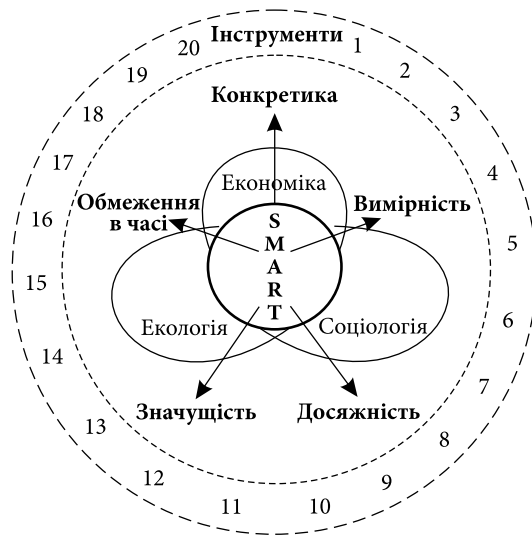 Інструменти
1
2
3
4
5
6
7
8
9
10
11
12
13
14
15
16
17
18
19
20
Конкретика
Економіка
Обмеження
в часі
Вимірність
S
M
A
R
T
Екологія
Соціологія
Значущість
Досяжність